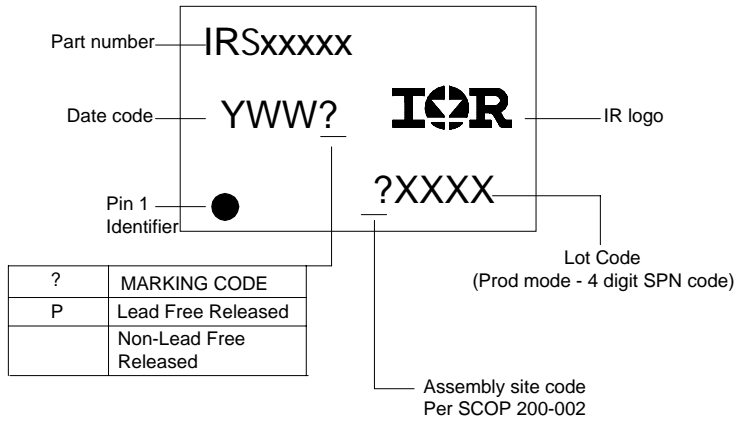 Part number
IRSxxxxx
Date code
YWW?
IOR
IR logo
Pin 1
Identifier
?XXXX
Lot Code
(Prod mode - 4 digit SPN code)
? MARKING CODE
P Lead Free Released
Non-Lead Free
Released
Assembly site code
Per SCOP 200-002